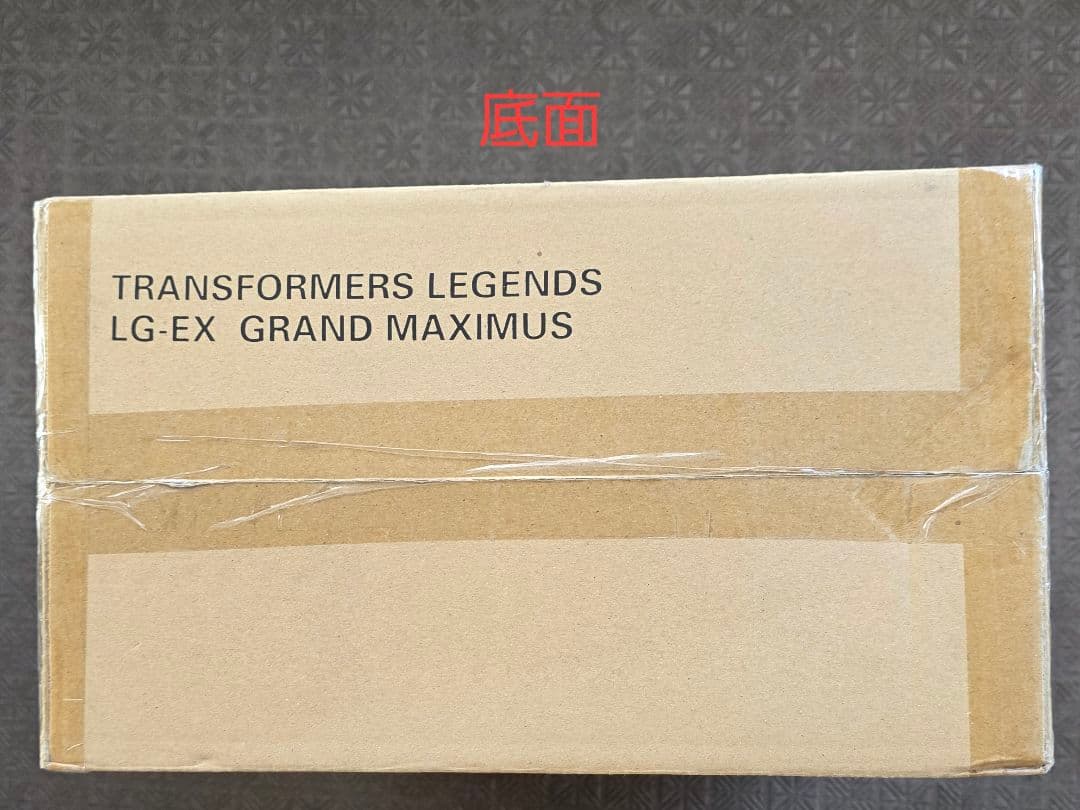 底面
TRANSFORMERS LEGENDS
LG-EX GRAND MAXIMUS